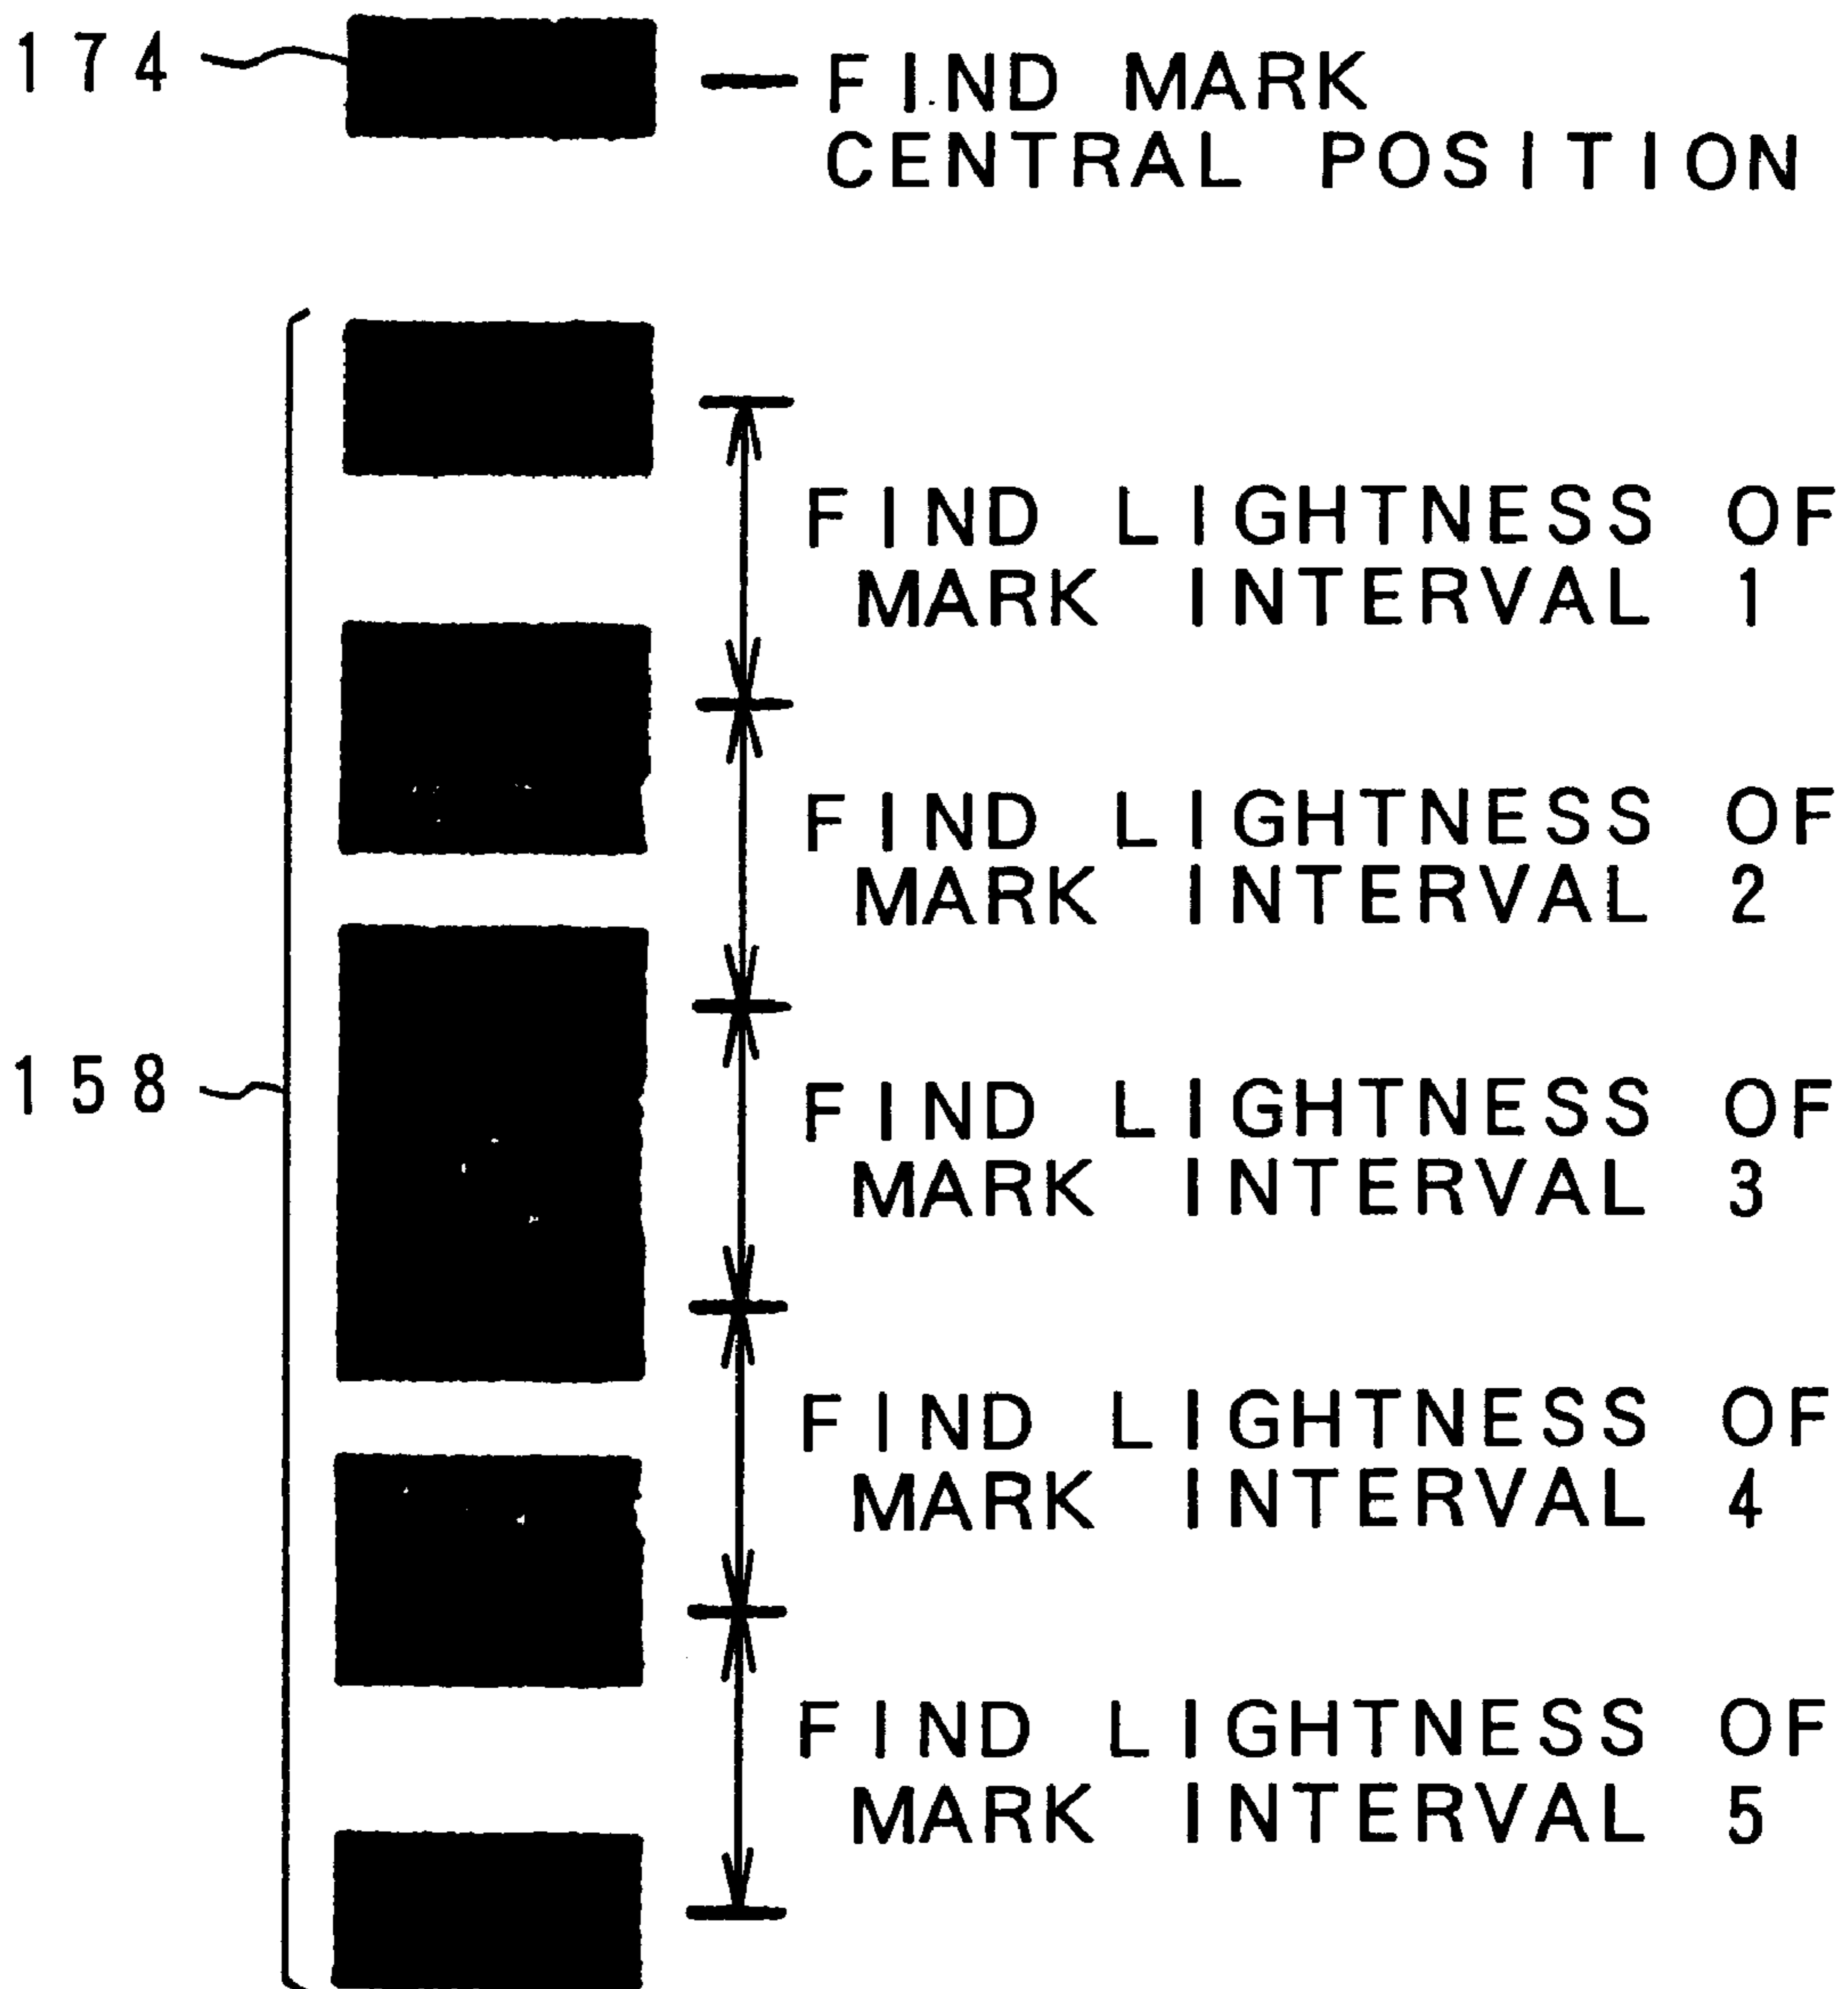 174
FIND MARK
CENTRAL POSITION
FIND LIGHTNESS OF
MARK INTERVAL 1
FIND LIGHTNESS OF
MARK INTERVAL 2
158
FIND LIGHTNESS OF
MARK INTERVAL 3
FIND LIGHTNESS OF
MARK INTERVAL 4
FIND LIGHTNESS OF
MARK INTERVAL 5